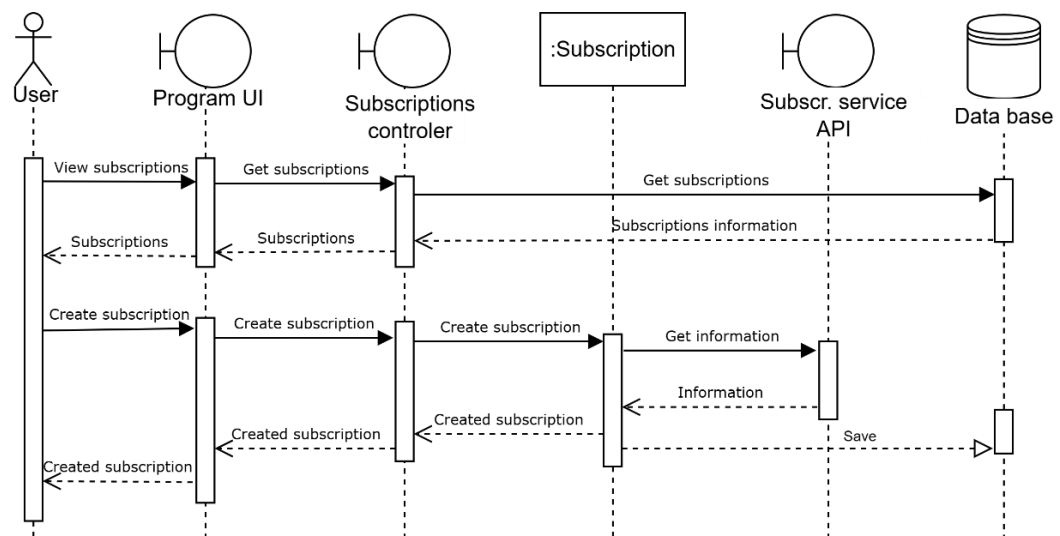 User
Program UI
Subscriptions
controler
:Subscription
Subscr. service
API
Data base
View subscriptions
Get subscriptions
Get subscriptions
Subscriptions information
Subscriptions
Subscriptions
Create subscription
Create subscription
Create subscription
Get information
Information
Created subscription
Created subscription
Save
Created subscription